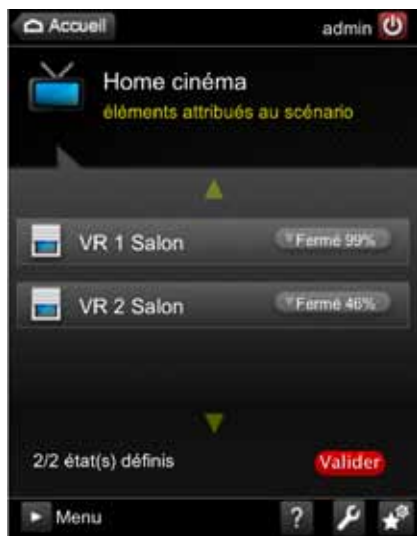 Accueil admin
Home cinéma
éléments attribués au scénario
VR 1 Salon Fermé 99%
VR 2 Salon Fermé 46%
2/2 état(s) définis Valider
Menu ?